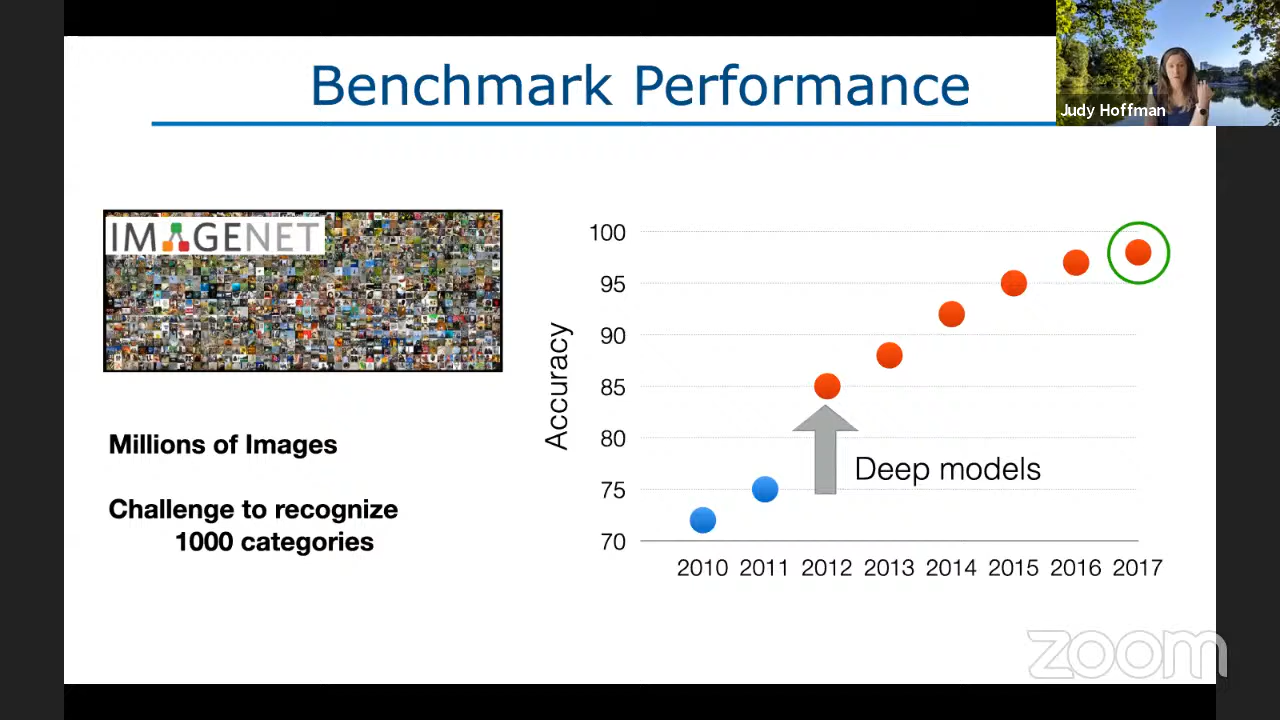 Benchmark Performance
Judy Hoffman
IMAGENET
Millions of Images
Challenge to recognize
1000 categories
Accuracy
100
95
90
85
80
75
70
Deep models
2010 2011 2012 2013 2014 2015 2016 2017
zoom